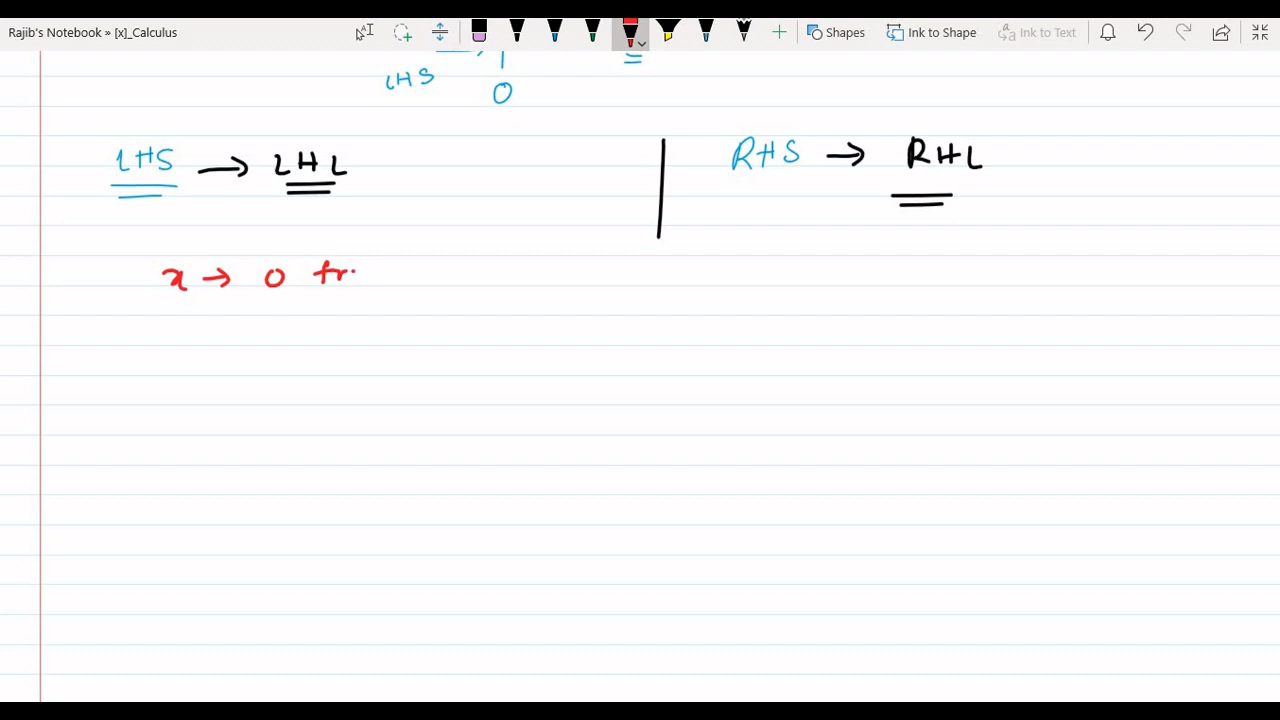 Rajib's Notebook » [x]_Calculus
Shapes
Ink to Shape
Ink to Text
LHS
0
LHS → LHL
RHS → RHL
x → 0 fr